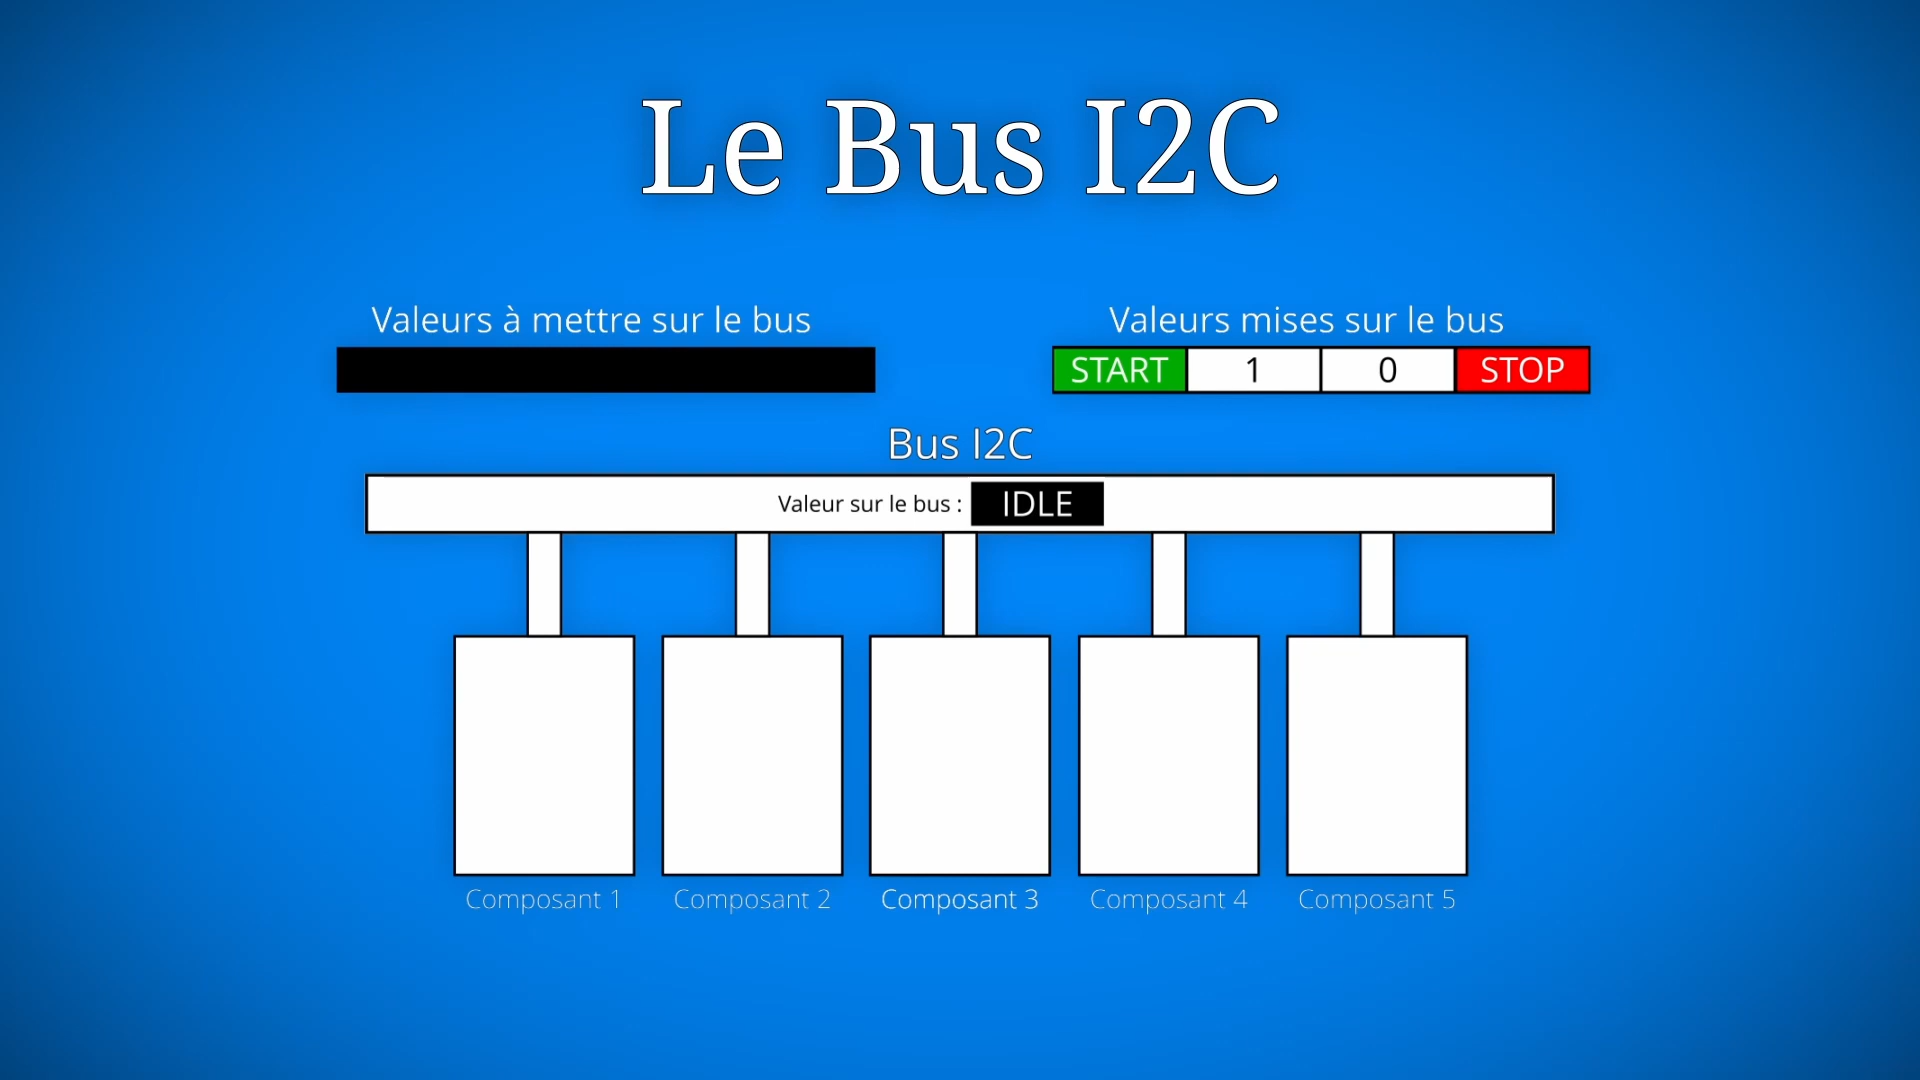 Le Bus I2C
Valeurs à mettre sur le bus
Valeurs mises sur le bus
START 1 0 STOP
Bus I2C
Valeur sur le bus : IDLE
Composant 1 Composant 2 Composant 3 Composant 4 Composant 5